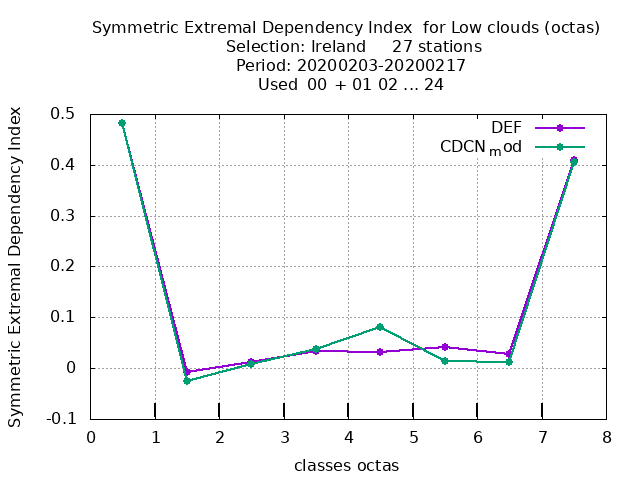 Symmetric Extremal Dependency Index  for Low clouds (octas)
Selection: Ireland     27 stations
Period: 20200203-20200217
Used  00  + 01 02 ... 24
Symmetric Extremal Dependency Index
0.5
0.4
0.3
0.2
0.1
0
-0.1
DEF
CDCNmod
0 1 2 3 4 5 6 7 8
classes octas